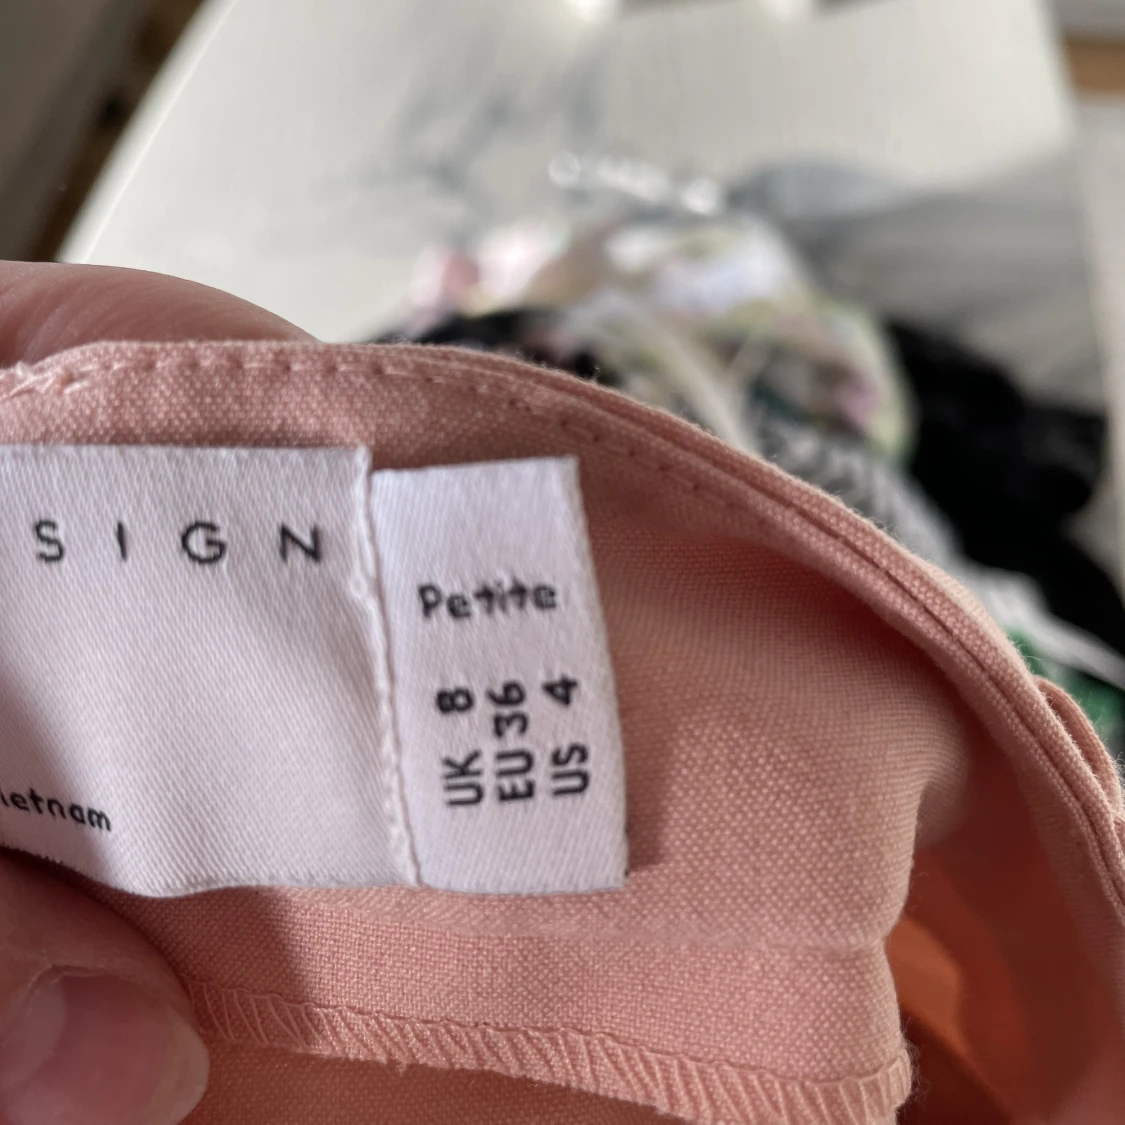 SIGN
ietnam
Petite
UK 8
EU 36
US 4